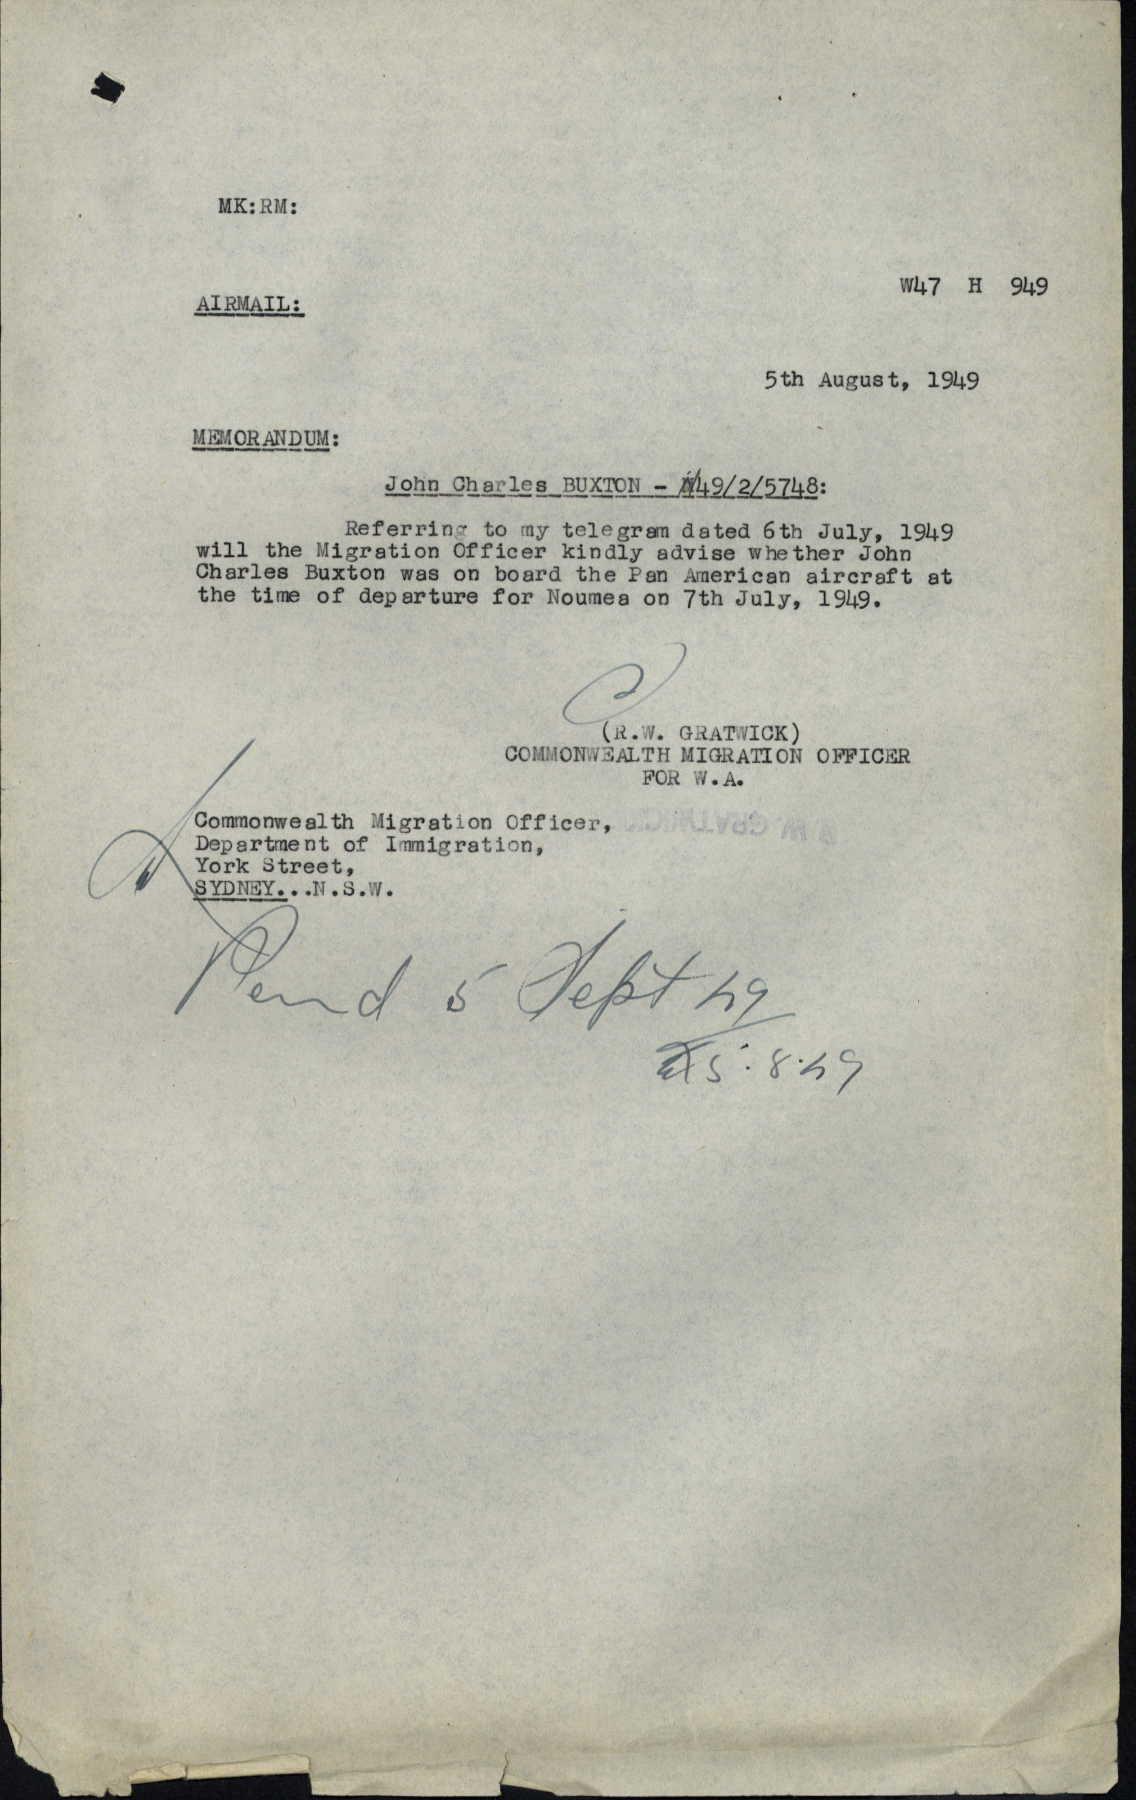 MK:RM:
W47 H 949
AIRMAIL:
5th August, 1949
MEMORANDUM:
John Charles BUXTON - 49/2/5748:
Referring to my telegram dated 6th July, 1949
will the Migration Officer kindly advise whether John
Charles Buxton was on board the Pan American aircraft at
the time of departure for Noumea on 7th July, 1949.
(R.W. GRATWICK)
COMMONWEALTH MIGRATION OFFICER
FOR W.A.
Commonwealth Migration Officer,
Department of Immigration,
York Street,
SYDNEY...N.S.W.
Pend 5 Sept 49
5.8.49